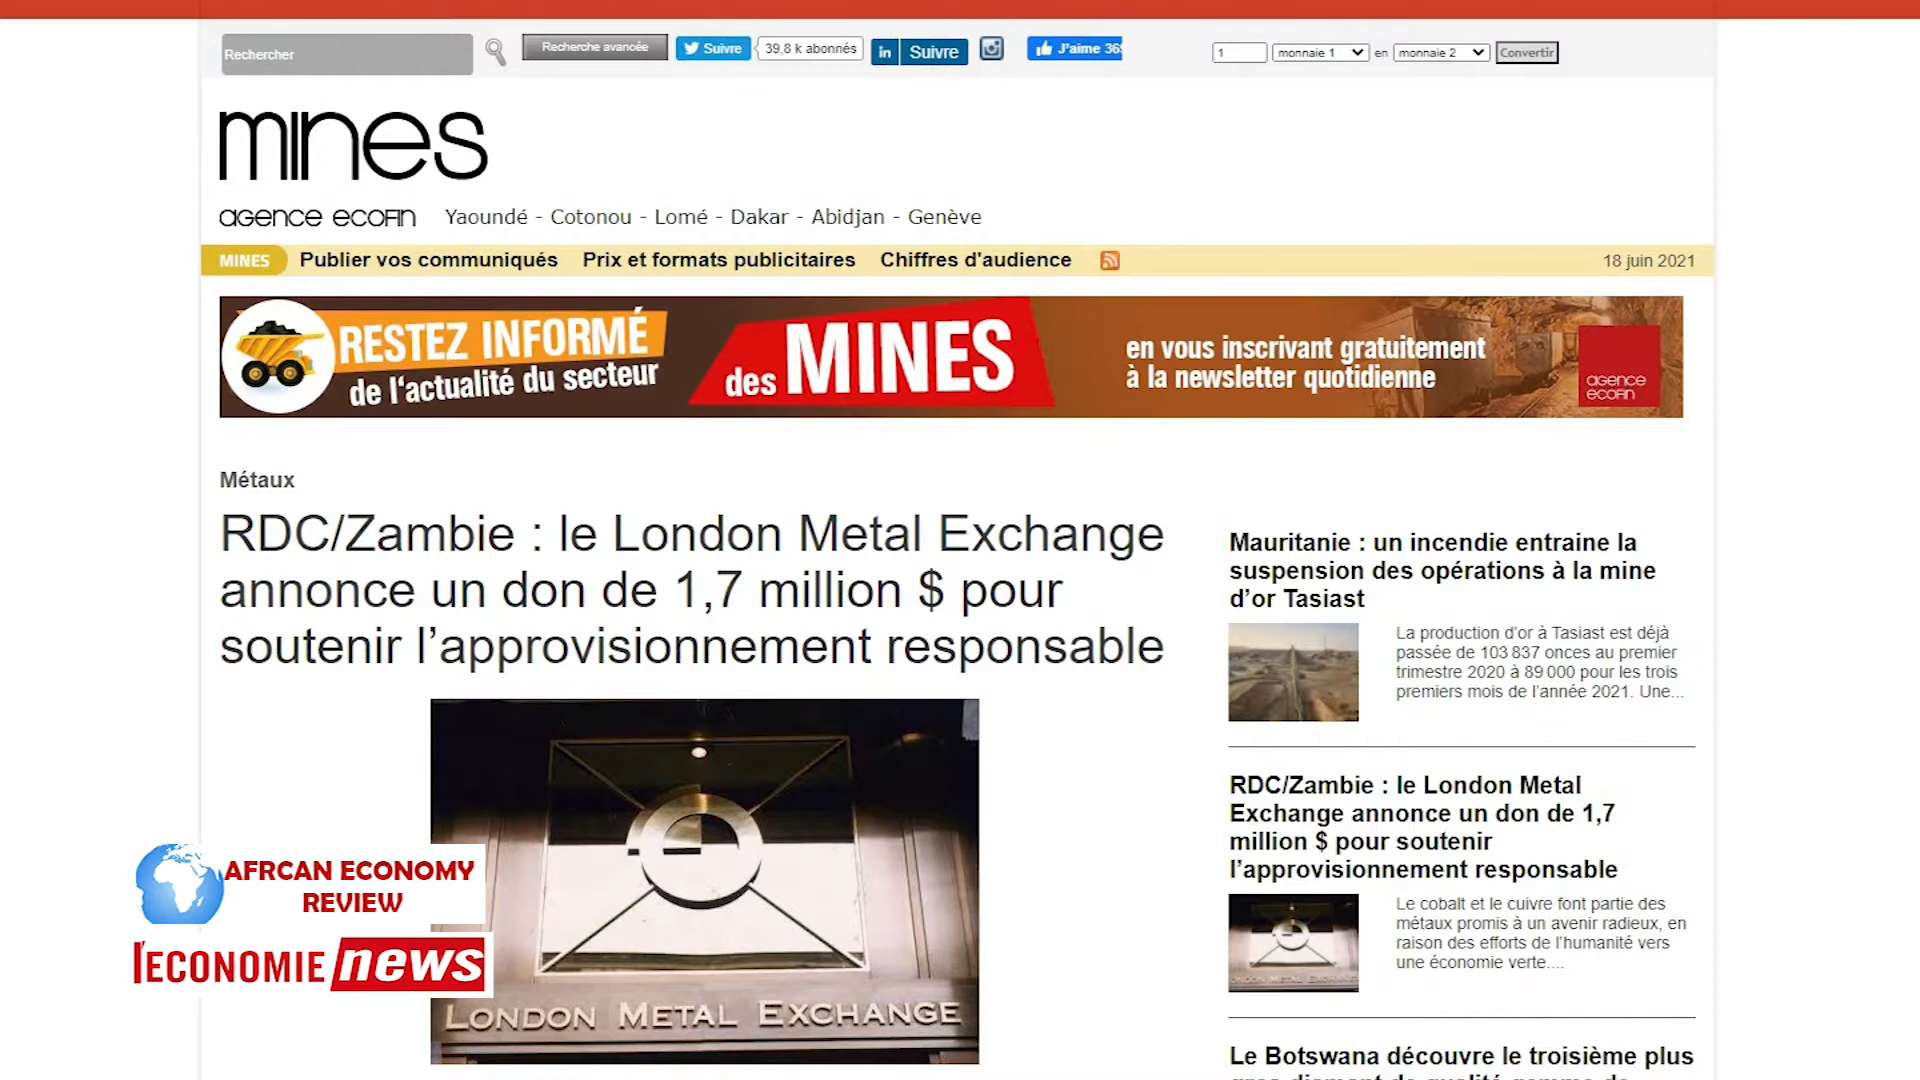 Rechercher
Recherche avancée
Suivre
39,8 k abonnés
in Suivre
J'aime 36
1
monnaie 1
en
monnaie 2
Convertir
mines
agence ecofin
Yaoundé - Cotonou - Lomé - Dakar - Abidjan - Genève
MINES
Publier vos communiqués
Prix et formats publicitaires
Chiffres d'audience
18 juin 2021
RESTEZ INFORMÉ
de l'actualité du secteur
des MINES
en vous inscrivant gratuitement
à la newsletter quotidienne
agence
ecofin
Métaux
RDC/Zambie : le London Metal Exchange
annonce un don de 1,7 million $ pour
soutenir l’approvisionnement responsable
LONDON METAL EXCHANGE
Mauritanie : un incendie entraine la
suspension des opérations à la mine
d’or Tasiast
La production d’or à Tasiast est déjà
passée de 103 837 onces au premier
trimestre 2020 à 89 000 pour les trois
premiers mois de l’année 2021. Une...
RDC/Zambie : le London Metal
Exchange annonce un don de 1,7
million $ pour soutenir
l’approvisionnement responsable
Le cobalt et le cuivre font partie des
métaux promis à un avenir radieux, en
raison des efforts de l’humanité vers
une économie verte....
Le Botswana découvre le troisième plus
AFRCAN ECONOMY
REVIEW
l'ECONOMIE news